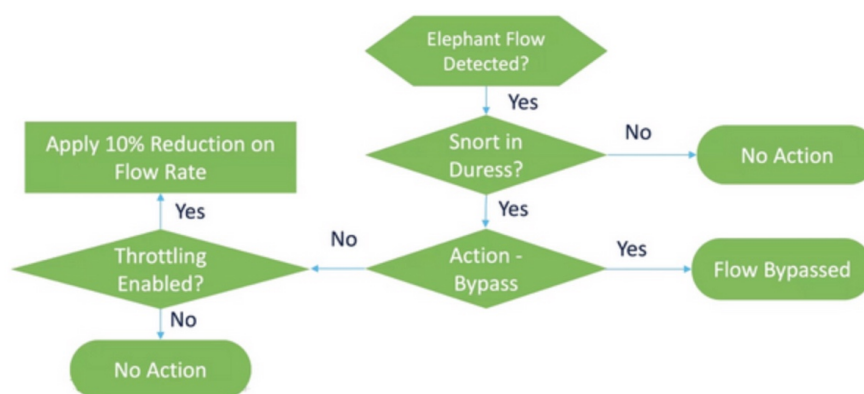 Elephant Flow
Detected?
Yes
Apply 10% Reduction on
Flow Rate
Snort in
Duress?
No
No Action
Yes
Yes
Throttling
Enabled?
No
Action -
Bypass
Yes
Flow Bypassed
No
No Action